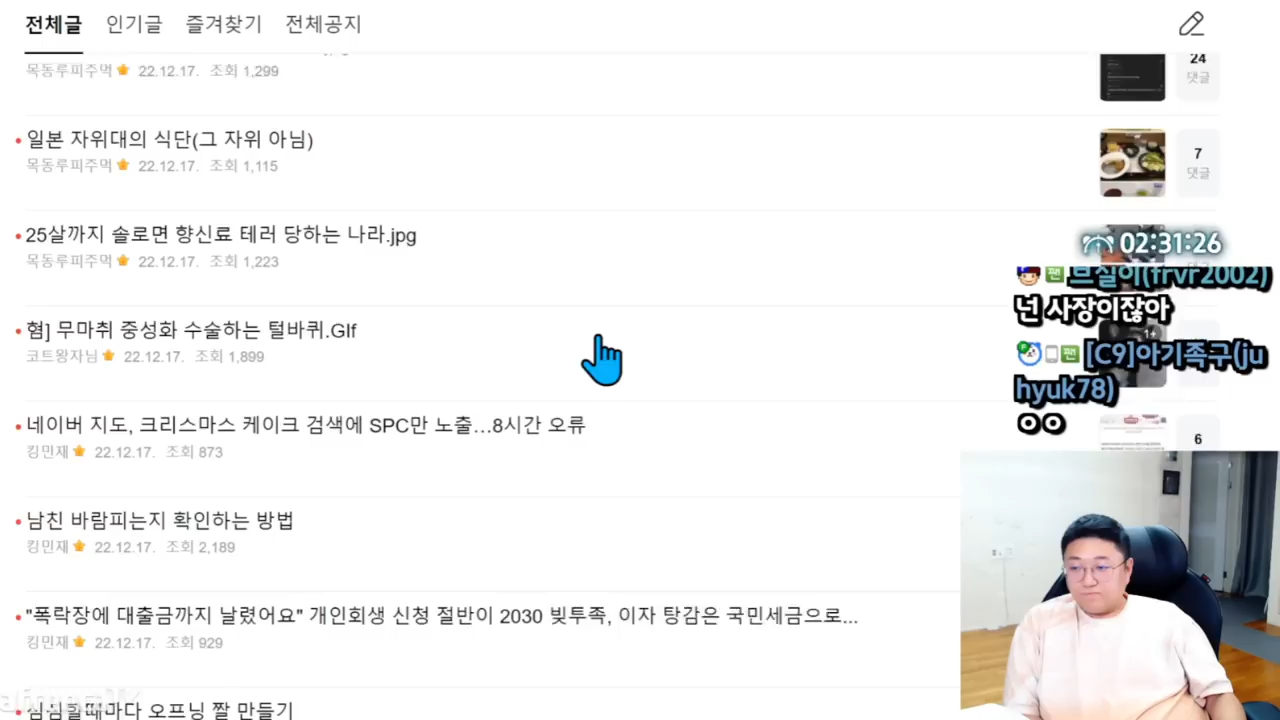 전체글 인기글 즐겨찾기 전체공지
목동루피주먹 22.12.17. 조회 1,299
24
댓글
일본 자위대의 식단(그 자위 아님)
목동루피주먹 22.12.17. 조회 1,115
7
댓글
25살까지 솔로면 향신료 테러 당하는 나라.jpg
목동루피주먹 22.12.17. 조회 1,223
02:31:26
팬 브실이(frvr2002)
넌 사장이잖아
혐] 무마취 중성화 수술하는 털바퀴.GIf
코트왕자님 22.12.17. 조회 1,899
1+
팬 [C9]아기족구(ju
hyuk78)
ㅇㅇ
네이버 지도, 크리스마스 케이크 검색에 SPC만 노출…8시간 오류
킹민재 22.12.17. 조회 873
6
남친 바람피는지 확인하는 방법
킹민재 22.12.17. 조회 2,189
"폭락장에 대출금까지 날렸어요" 개인회생 신청 절반이 2030 빚투족, 이자 탕감은 국민세금으로...
킹민재 22.12.17. 조회 929
심심할때마다 오프닝 짤 만들기